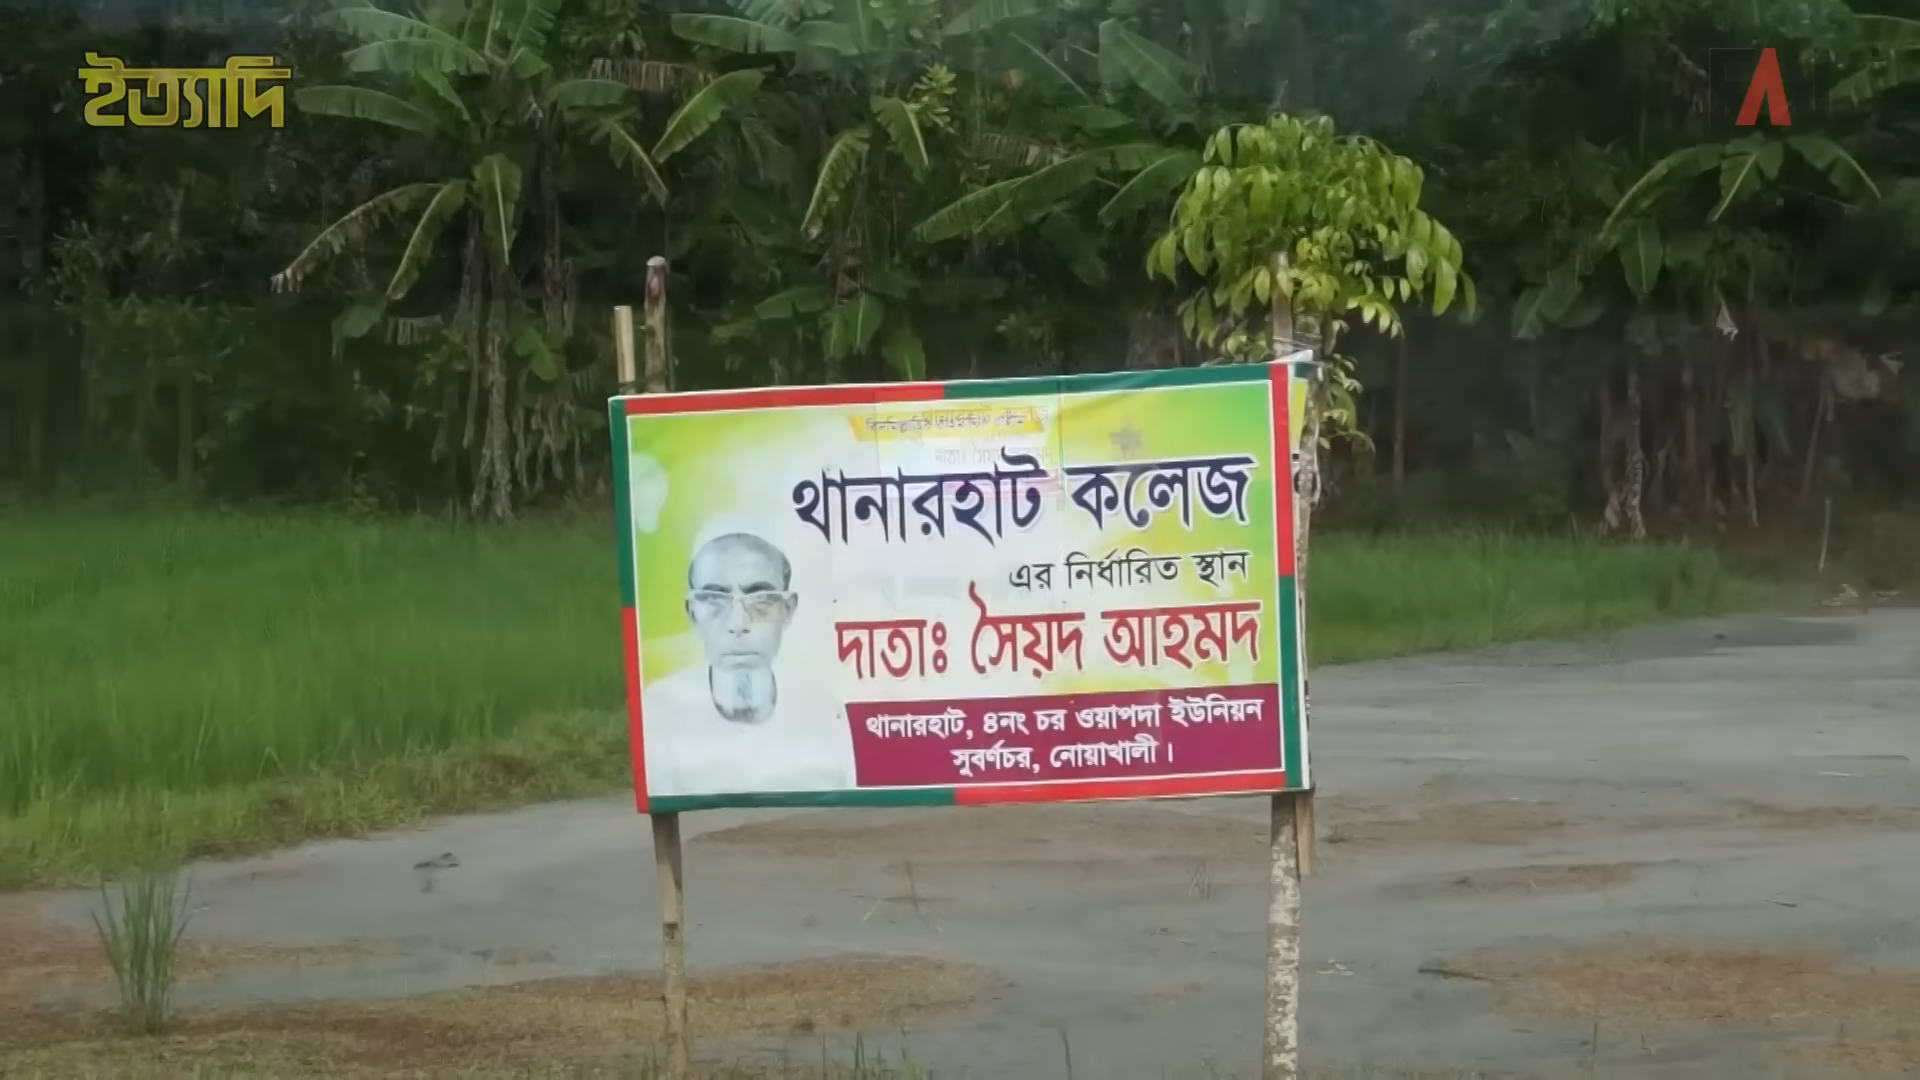 ইত্যাদি
থানারহাট কলেজ
এর নির্ধারিত স্থান
দাতাঃ সৈয়দ আহমদ
থানারহাট, ৪নং চর ওয়াপদা ইউনিয়ন
সুবর্ণচর, নোয়াখালী।